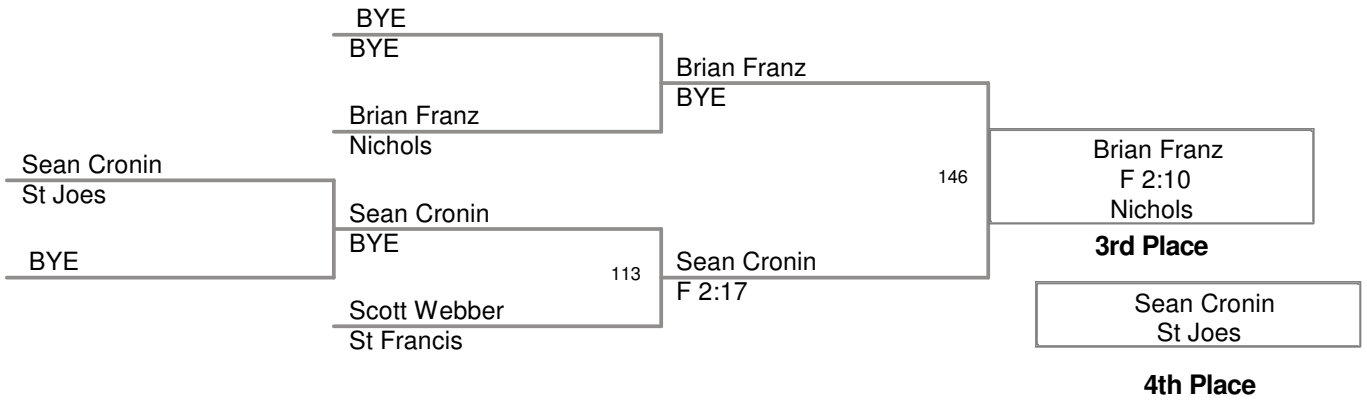 BYE
BYE
Brian Franz
BYE
Brian Franz
Nichols
Sean Cronin
St Joes
BYE
Sean Cronin
BYE
113
Scott Webber
St Francis
Sean Cronin
F 2:17
146
Brian Franz
F 2:10
Nichols
3rd Place
Sean Cronin
St Joes
4th Place